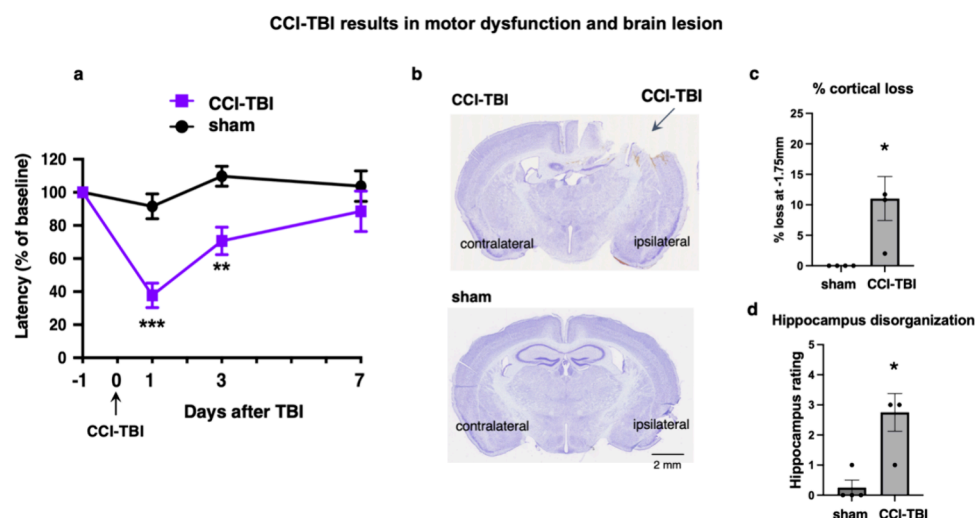 CCI-TBI results in motor dysfunction and brain lesion
a
CCI-TBI
sham
Latency (% of baseline)
120
100
80
60
40
20
0
***
**
-1 0 1 3 7
Days after TBI
CCI-TBI
b
CCI-TBI
CCI-TBI
contralateral
ipsilateral
sham
contralateral
ipsilateral
2 mm
c
% cortical loss
% loss at -1.75mm
25
20
15
10
5
0
*
sham CCI-TBI
d
Hippocampus disorganization
Hippocampus rating
5
4
3
2
1
0
*
sham CCI-TBI